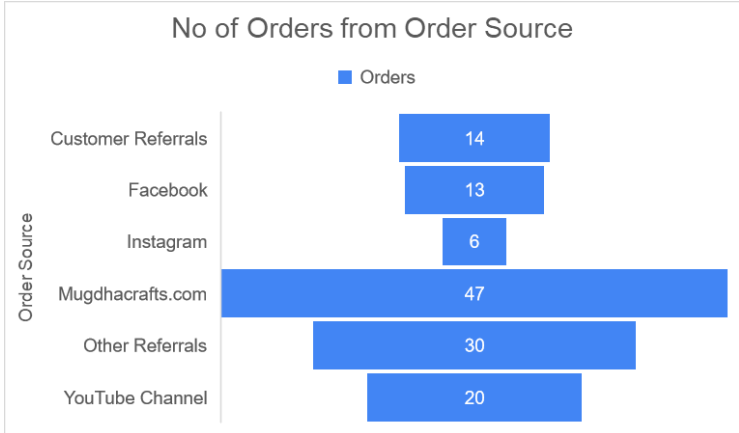 No of Orders from Order Source
Orders
Order Source
Customer Referrals 14
Facebook 13
Instagram 6
Mugdhacrafts.com 47
Other Referrals 30
YouTube Channel 20